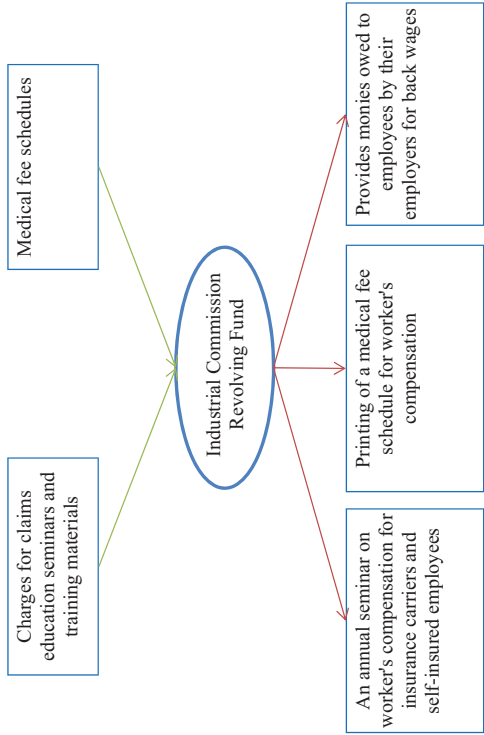 Charges for claims
education seminars and
training materials
Medical fee schedules
Industrial Commission
Revolving Fund
An annual seminar on
worker's compensation for
insurance carriers and
self-insured employees
Printing of a medical fee
schedule for worker's
compensation
Provides monies owed to
employees by their
employers for back wages